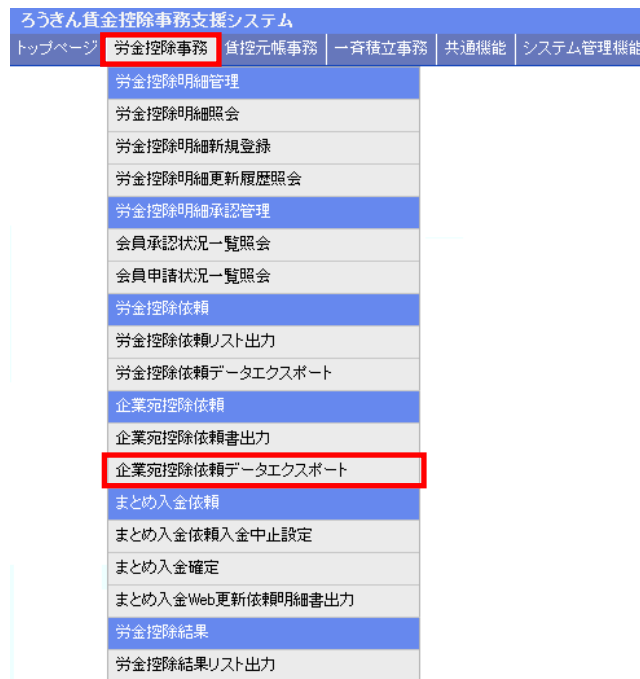 ろうきん賃金控除事務支援システム
トップページ 労金控除事務 賃控元帳事務 一斉積立事務 共通機能 システム管理機能
労金控除明細管理
労金控除明細照会
労金控除明細新規登録
労金控除明細更新履歴照会
労金控除明細承認管理
会員承認状況一覧照会
会員申請状況一覧照会
労金控除依頼
労金控除依頼リスト出力
労金控除依頼データエクスポート
企業宛控除依頼
企業宛控除依頼書出力
企業宛控除依頼データエクスポート
まとめ入金依頼
まとめ入金依頼入金中止設定
まとめ入金確定
まとめ入金Web更新依頼明細書出力
労金控除結果
労金控除結果リスト出力